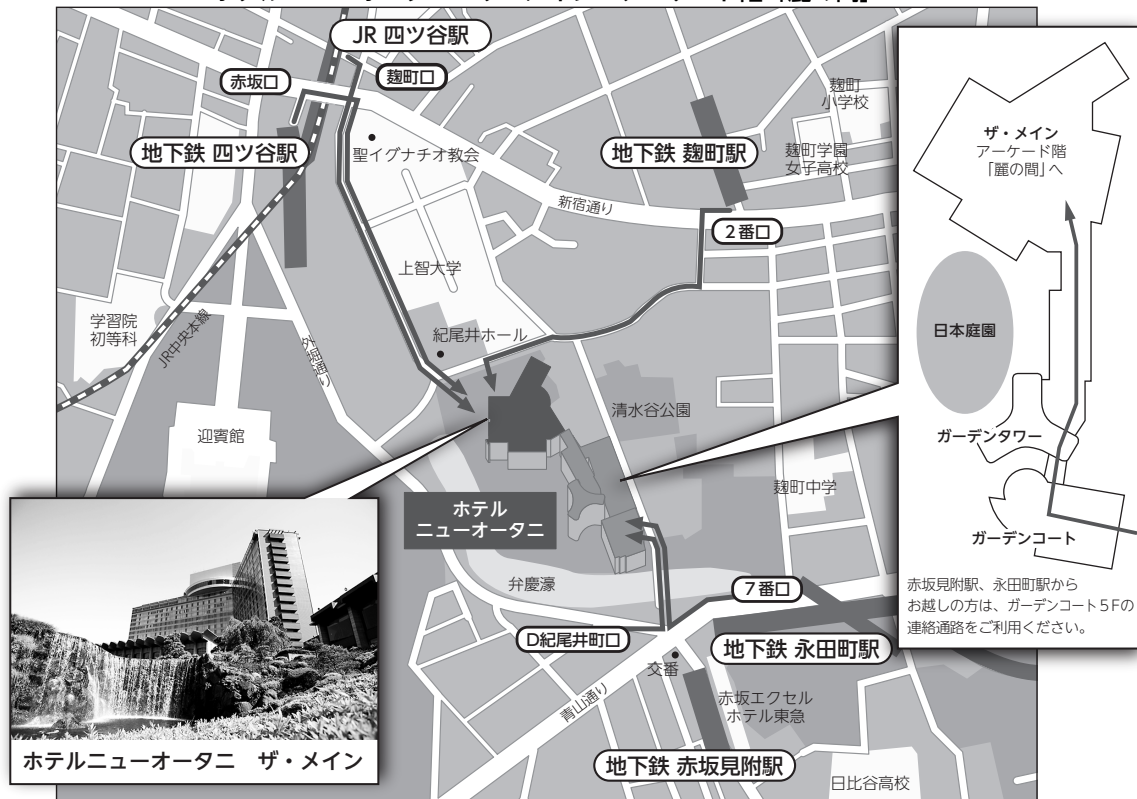 JR 四ツ谷駅
赤坂口
麹町口
地下鉄 四ツ谷駅
聖イグナチオ教会
地下鉄 麹町駅
麹町
小学校
麹町学園
女子高校
新宿通り
2番口
上智大学
学習院
初等科
JR中央本線
外堀通り
紀尾井ホール
清水谷公園
迎賓館
麹町中学
ホテル
ニューオータニ
弁慶濠
7番口
D紀尾井町口
地下鉄 永田町駅
交番
青山通り
赤坂エクセル
ホテル東急
地下鉄 赤坂見附駅
日比谷高校
ホテルニューオータニ ザ・メイン
ザ・メイン
アーケード階
「麗の間」へ
日本庭園
ガーデンタワー
ガーデンコート
赤坂見附駅、永田町駅から
お越しの方は、ガーデンコート5Fの
連絡通路をご利用ください。